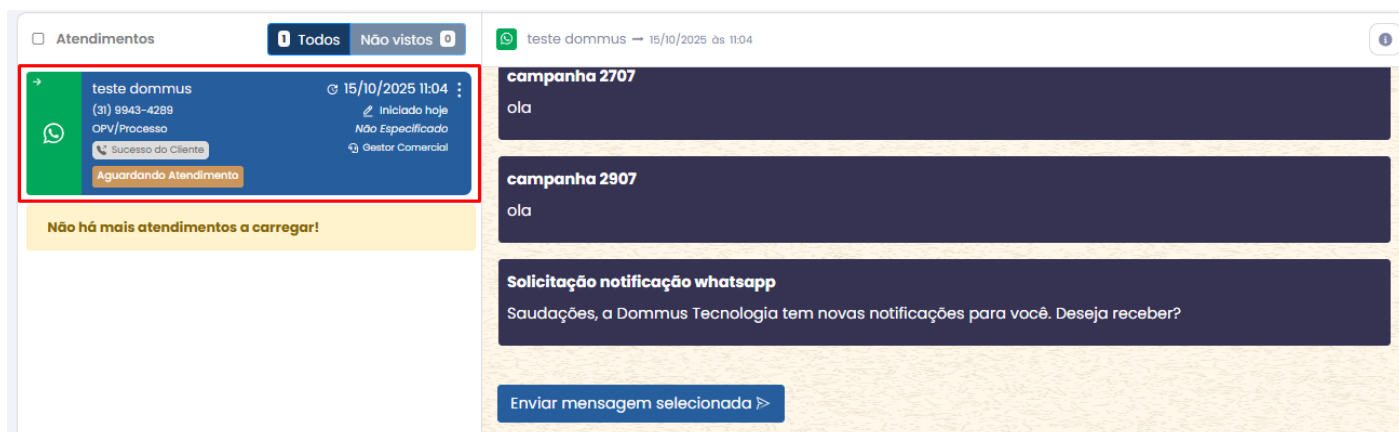 Atendimentos
1 Todos
Não vistos 0
teste dommus
15/10/2025 11:04
(31) 9943-4289
Iniciado hoje
OPV/Processo
Não Especificado
Sucesso do Cliente
Gestor Comercial
Aguardando Atendimento
Não há mais atendimentos a carregar!
teste dommus → 15/10/2025 às 11:04
campanha 2707
ola
campanha 2907
ola
Solicitação notificação whatsapp
Saudações, a Dommus Tecnologia tem novas notificações para você. Deseja receber?
Enviar mensagem selecionada